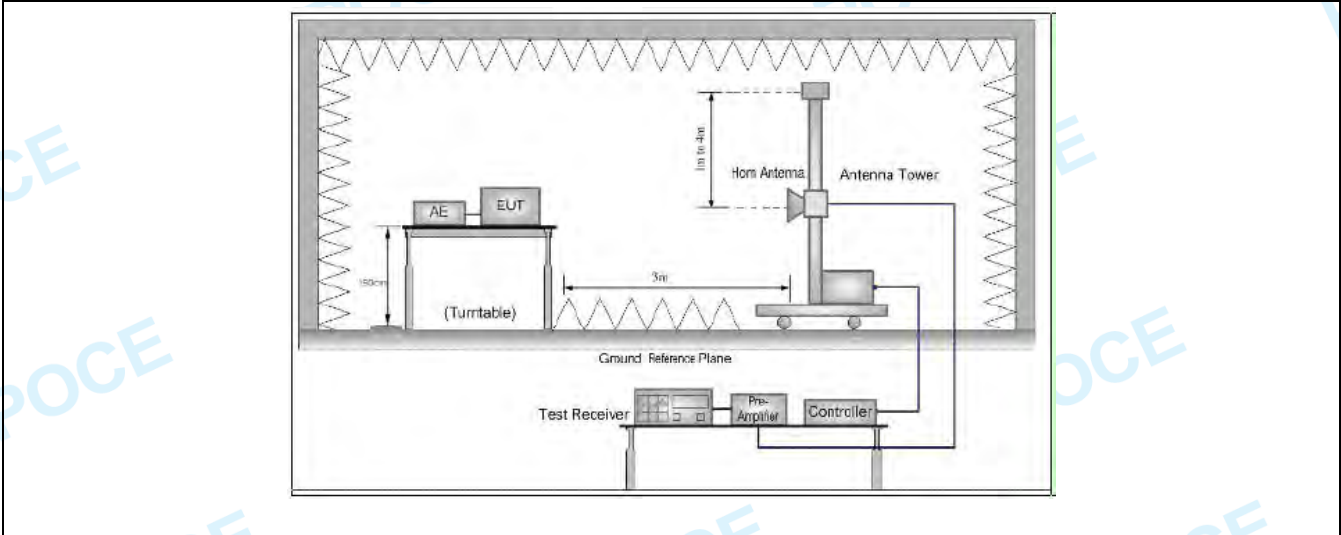 1m to 4m
Horn Antenna
Antenna Tower
AE
EUT
150cm
3m
(Turntable)
Ground Reference Plane
Test Receiver
Pre-
Amplifier
Controller
POCE